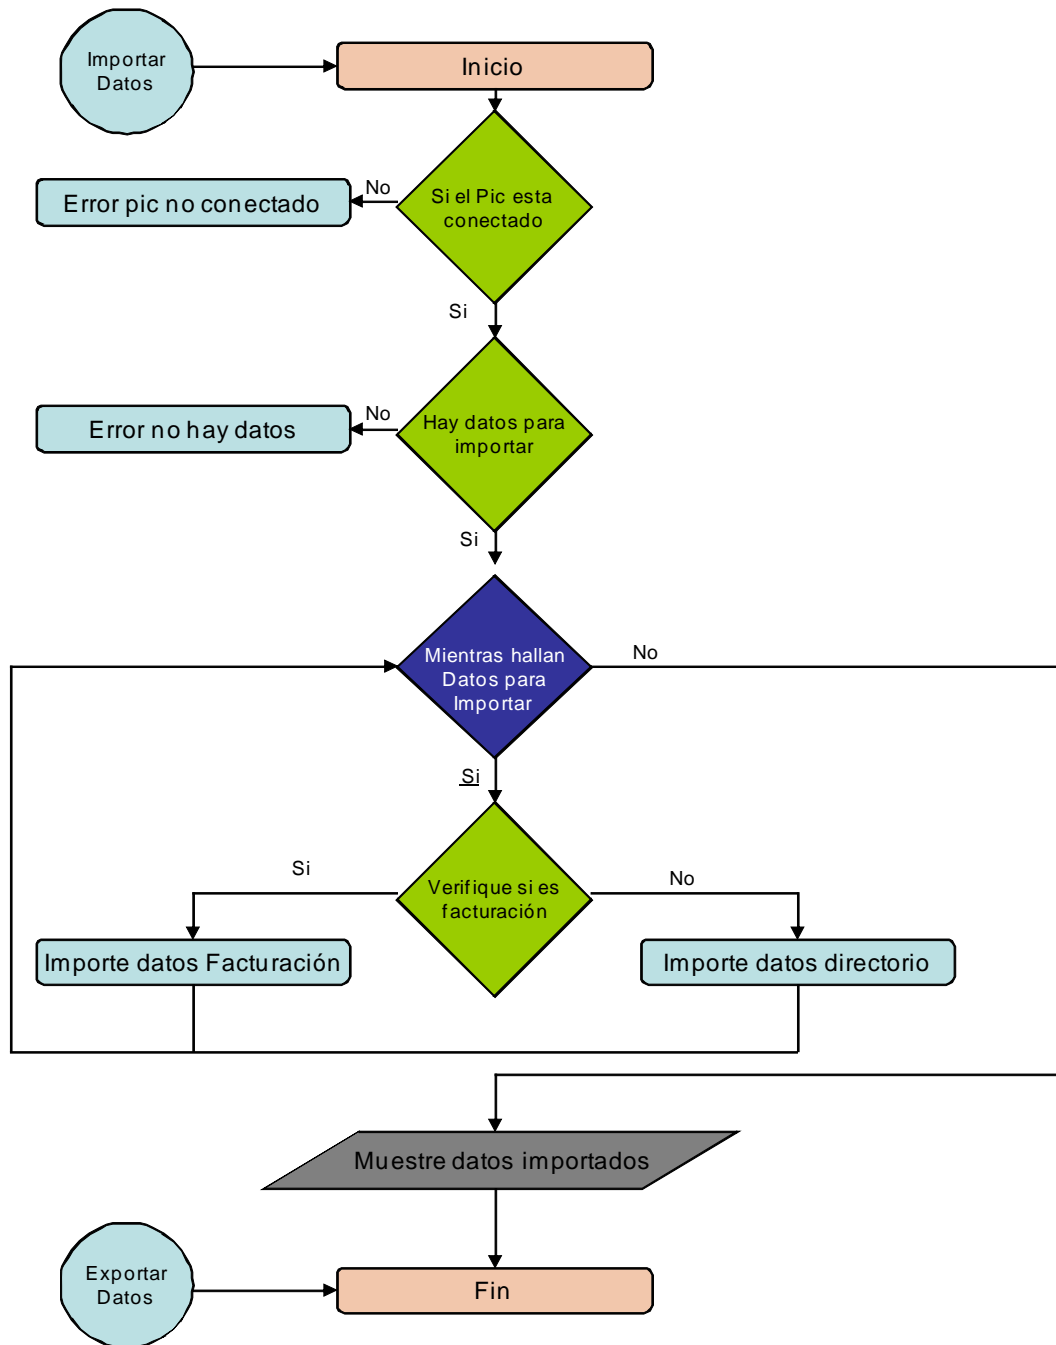 Importar
Datos
Inicio
No
Error pic no conectado
Si el Pic esta
conectado
Si
No
Error no hay datos
Hay datos para
importar
Si
Mientras hallan
Datos para
Importar
No
Si
Si
Verifique si es
facturación
No
Importe datos Facturación
Importe datos directorio
Muestre datos importados
Exportar
Datos
Fin